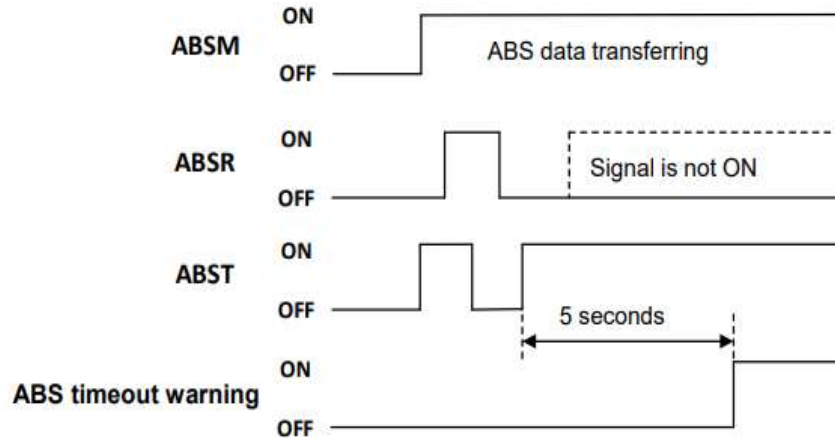 ON
ABSM
ABS data transferring
OFF
ON
ABSR
Signal is not ON
OFF
ON
ABST
OFF
5 seconds
ON
ABS timeout warning
OFF